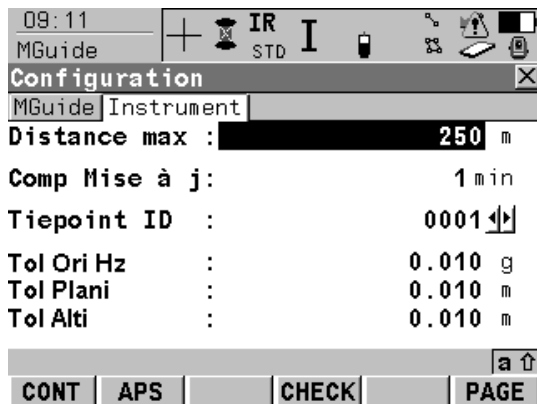 09:11
MGuide
IR
STD
I
Configuration
MGuide Instrument
Distance max : 250 m
Comp Mise à j: 1 min
Tiepoint ID : 0001
Tol Ori Hz : 0.010 g
Tol Plani : 0.010 m
Tol Alti : 0.010 m
a
CONT APS CHECK PAGE